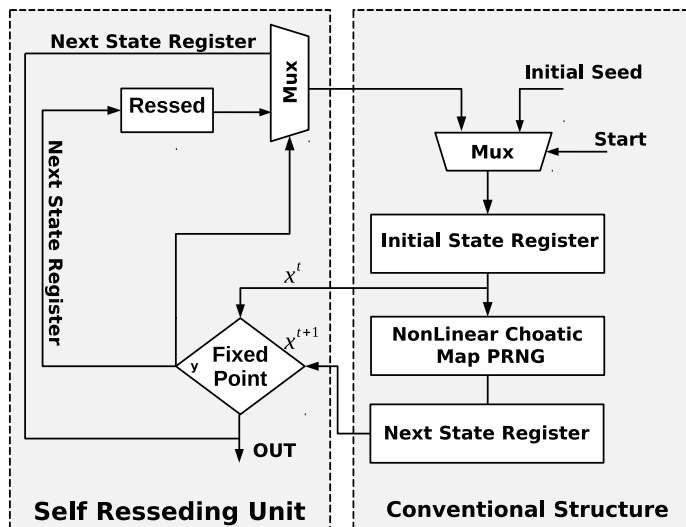 Next State Register
Mux
Ressed
Next State Register
Initial Seed
Start
Mux
Initial State Register
x^t
x^{t+1}
NonLinear Choatic
Map PRNG
y
Fixed
Point
Next State Register
OUT
Self Resseding Unit
Conventional Structure